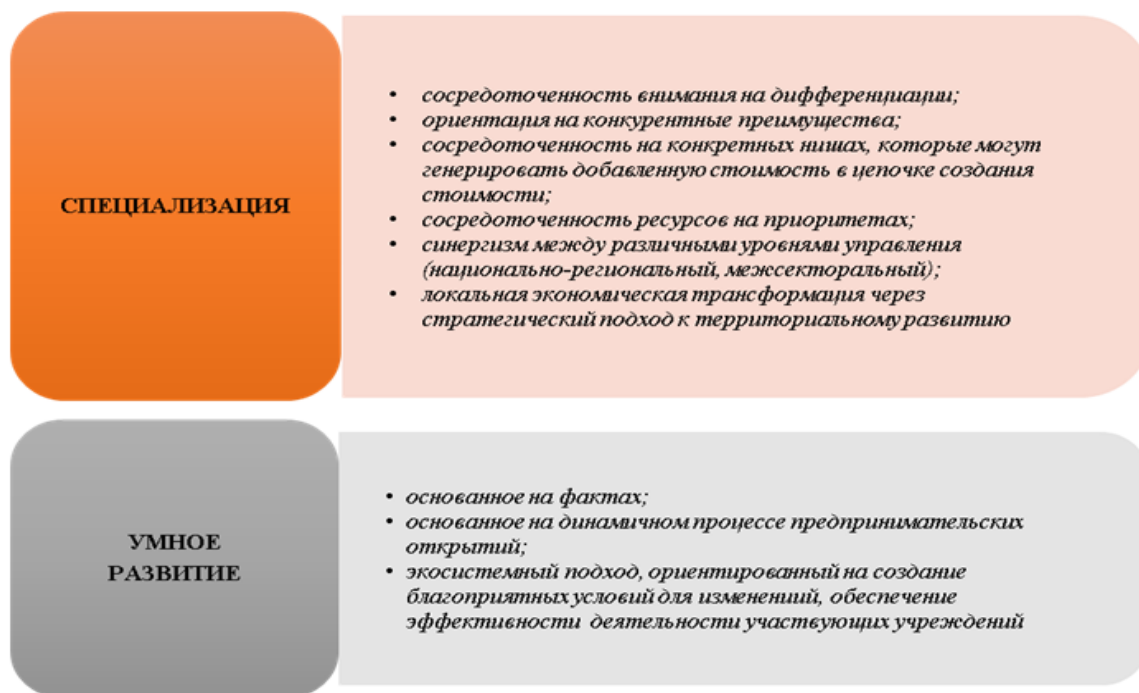 СПЕЦИАЛИЗАЦИЯ
• сосредоточенность внимания на дифференциации;
• ориентация на конкурентные преимущества;
• сосредоточенность на конкретных нишах, которые могут
генерировать добавленную стоимость в цепочке создания
стоимости;
• сосредоточенность ресурсов на приоритетах;
• синергизм между различными уровнями управления
(национально-региональный, межсекторальный);
• локальная экономическая трансформация через
стратегический подход к территориальному развитию
УМНОЕ
РАЗВИТИЕ
• основанное на фактах;
• основанное на динамичном процессе предпринимательских
открытий;
• экосистемный подход, ориентированный на создание
благоприятных условий для измененииий, обеспечение
эффективности деятельности участвующих учреждений